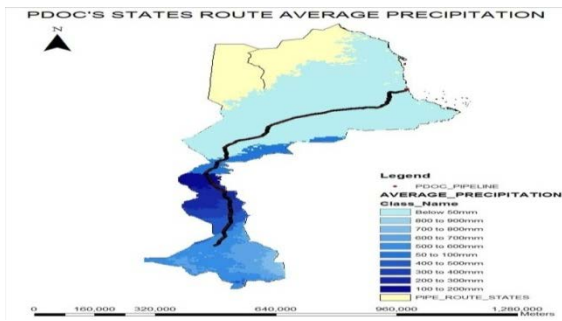 PDOC'S STATES ROUTE AVERAGE PRECIPITATION
N
Legend
PDOC_PIPELINE
AVERAGE_PRECIPITATION
Class_Name
Below 50mm
800 to 900mm
700 to 800mm
600 to 700mm
500 to 600mm
50 to 100mm
400 to 500mm
300 to 400mm
200 to 300mm
100 to 200mm
PIPE_ROUTE_STATES
0 160,000 320,000 640,000 960,000 1,280,000
Meters